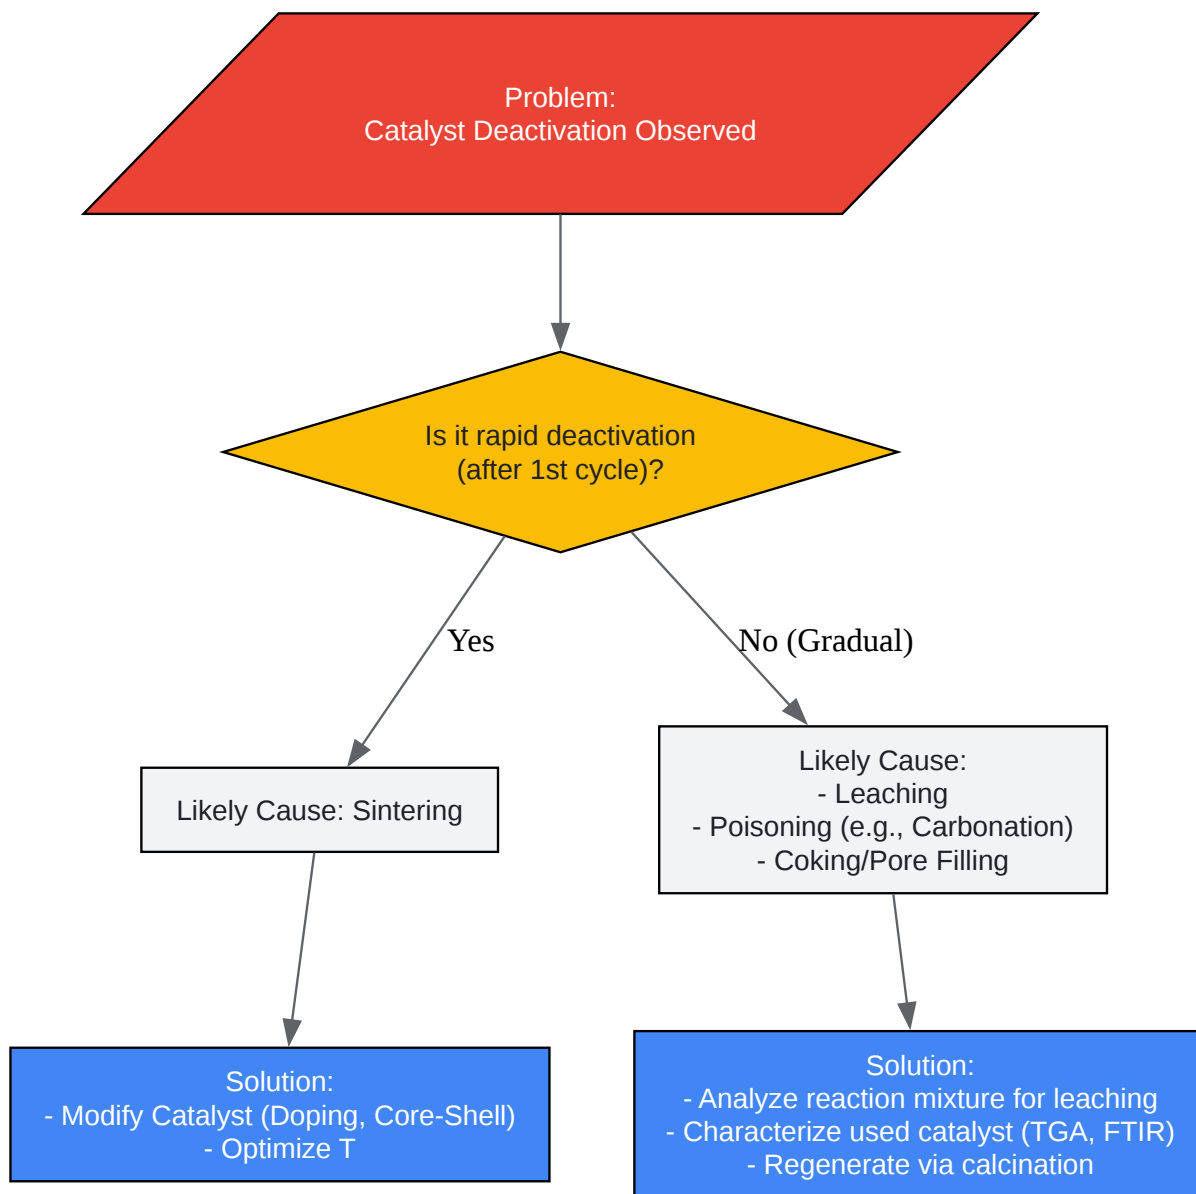 Problem:
Catalyst Deactivation Observed
Is it rapid deactivation
(after 1st cycle)?
Yes
No (Gradual)
Likely Cause: Sintering
Likely Cause:
- Leaching
- Poisoning (e.g., Carbonation)
- Coking/Pore Filling
Solution:
- Modify Catalyst (Doping, Core-Shell)
- Optimize T
Solution:
- Analyze reaction mixture for leaching
- Characterize used catalyst (TGA, FTIR)
- Regenerate via calcination